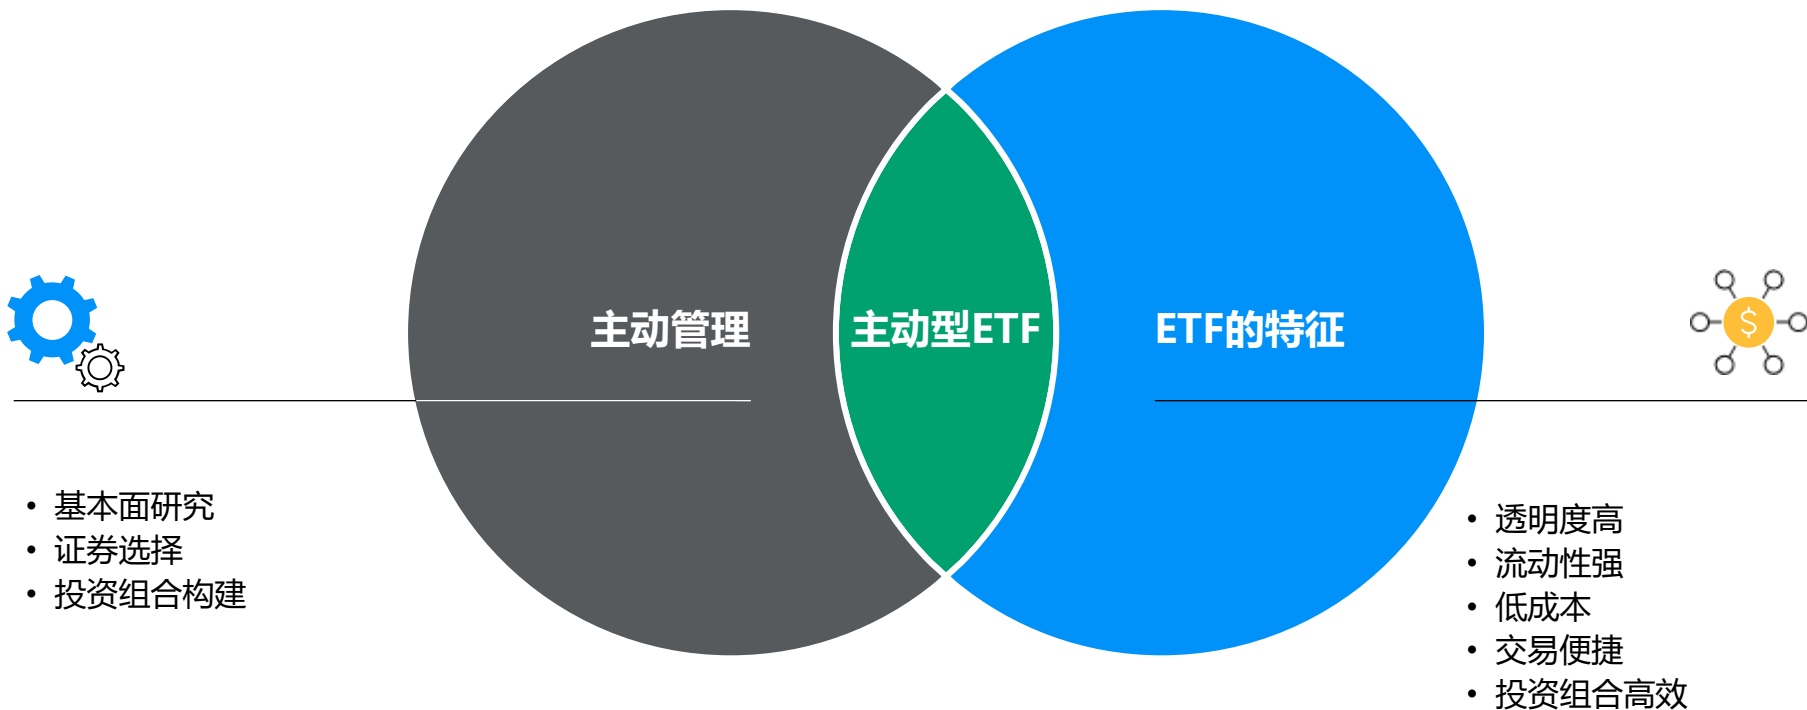 主动管理
主动型ETF
ETF的特征
$
• 基本面研究
• 证券选择
• 投资组合构建
• 透明度高
• 流动性强
• 低成本
• 交易便捷
• 投资组合高效